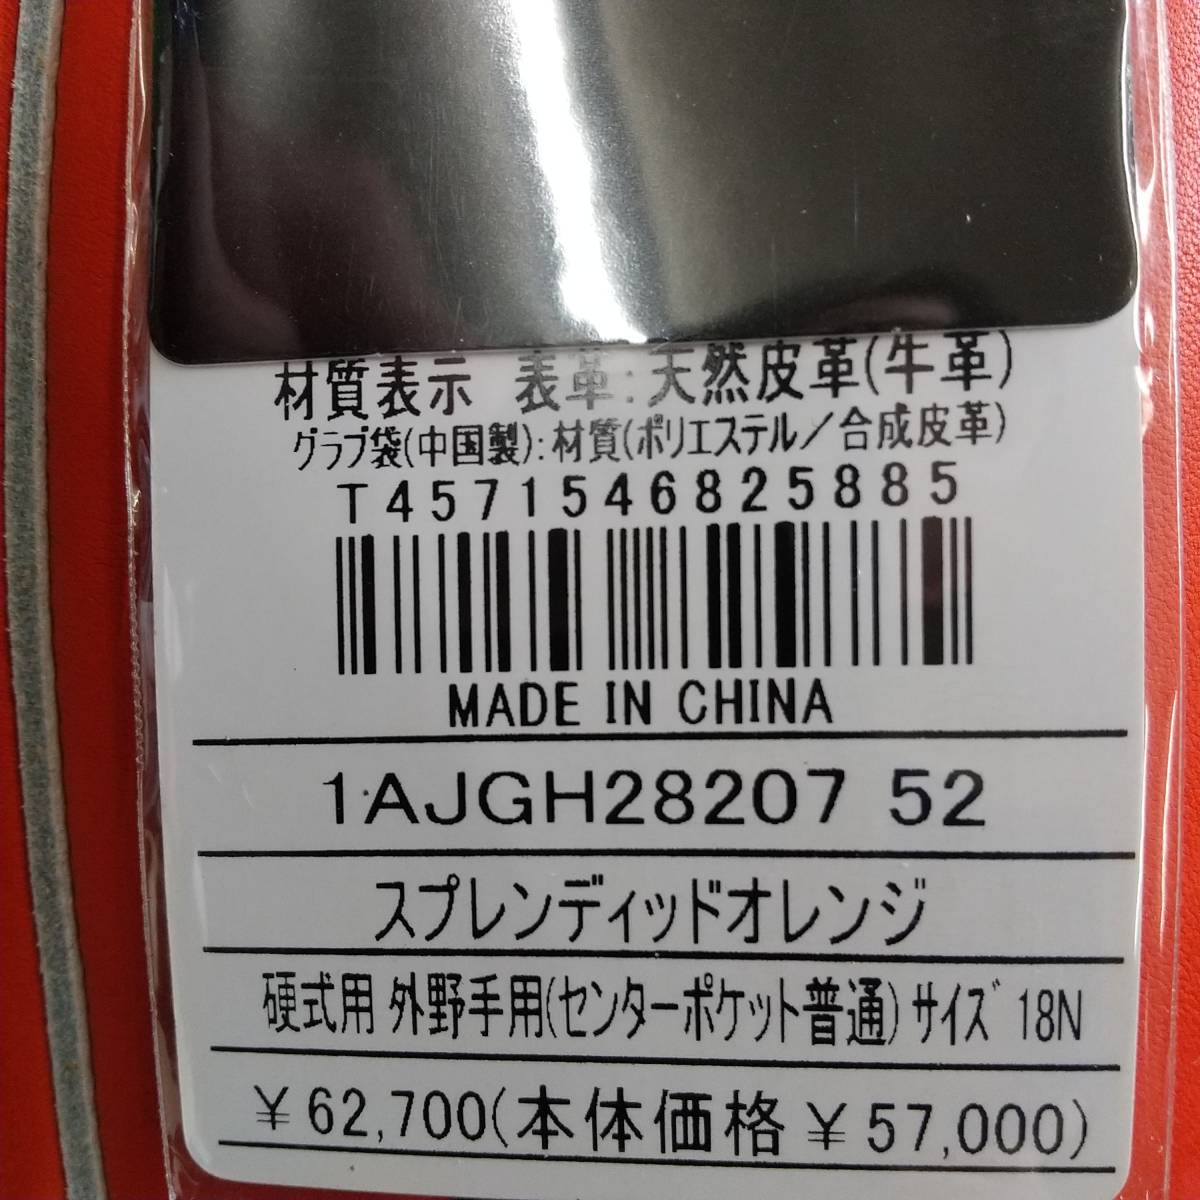 材質表示 表革:天然皮革(牛革)
グラブ袋(中国製):材質(ポリエステル/合成皮革)
T4571546825885
MADE IN CHINA
1AJGH28207 52
スプレンディッドオレンジ
硬式用 外野手用(センターポケット普通) サイズ 18N
¥62,700(本体価格¥57,000)